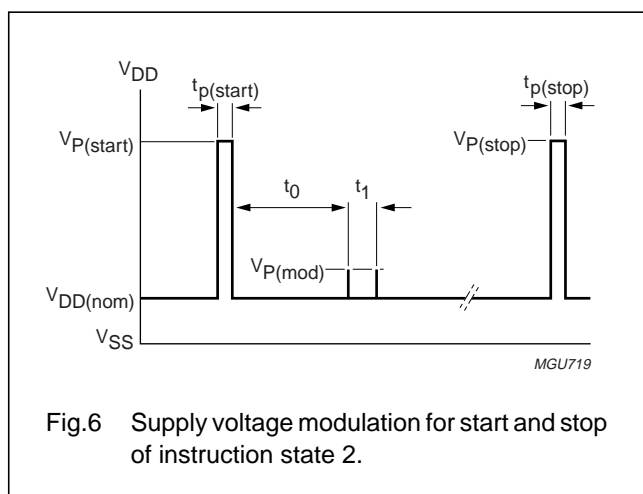 VDD
tp(start)
tp(stop)
VP(start)
VP(stop)
t0
t1
VP(mod)
VDD(nom)
VSS
MGU719
Fig.6 Supply voltage modulation for start and stop
of instruction state 2.